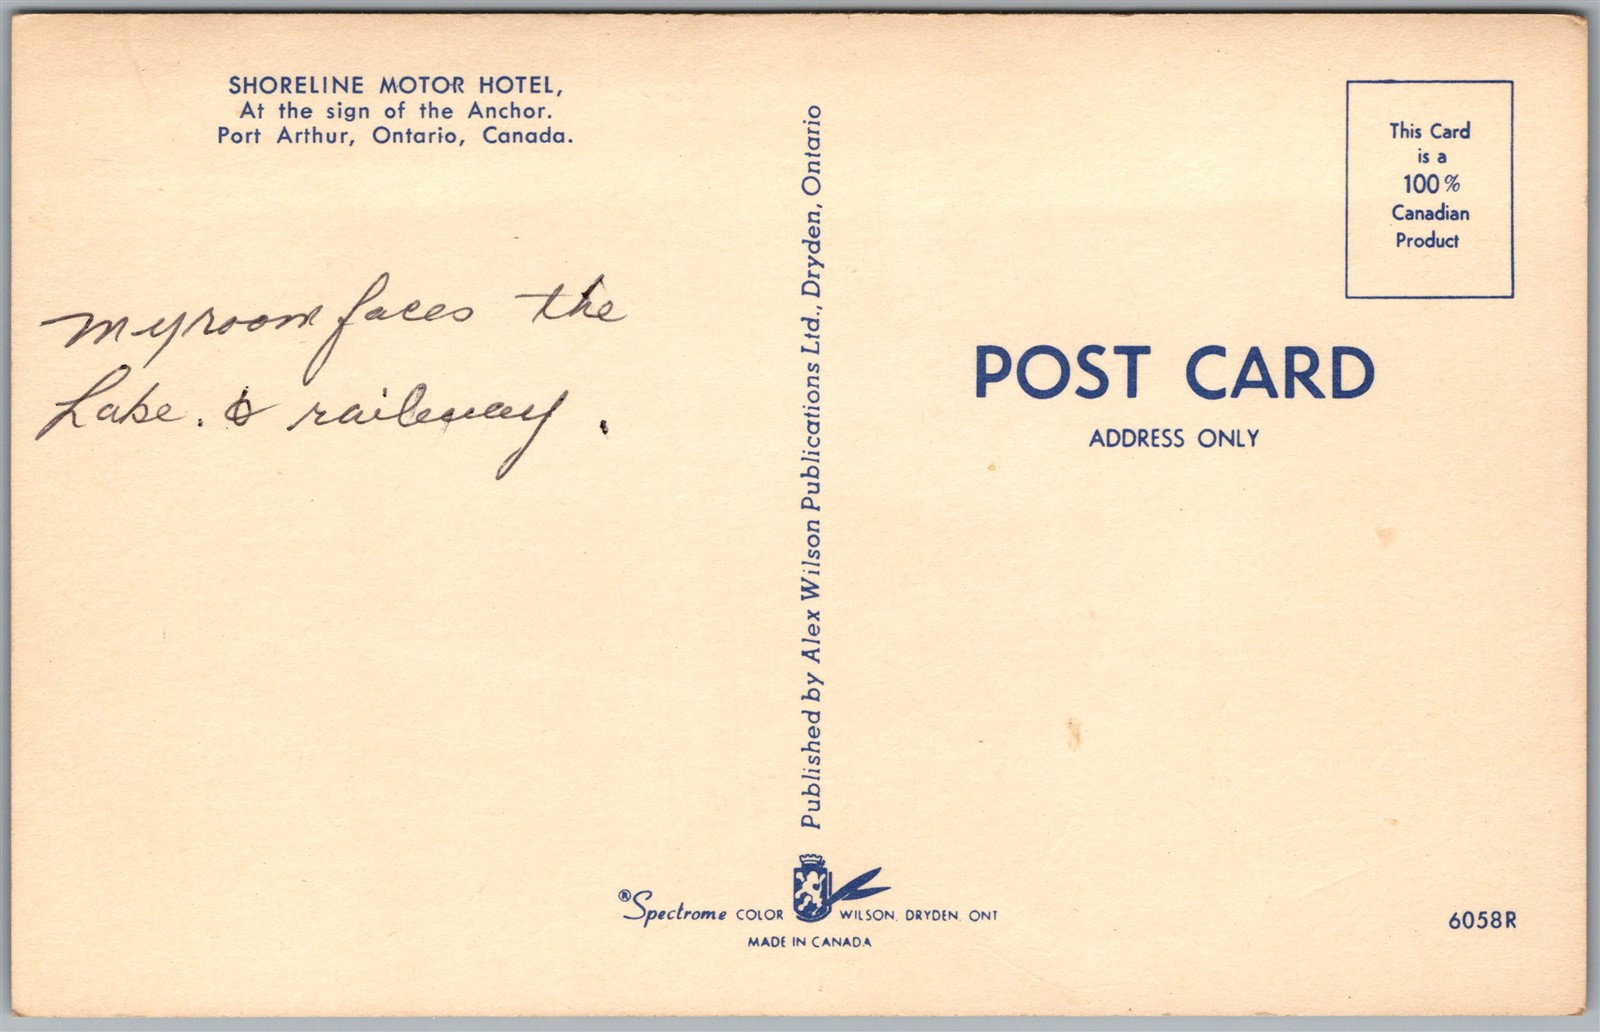 SHORELINE MOTOR HOTEL,
At the sign of the Anchor.
Port Arthur, Ontario, Canada.
My room faces the
Lake. & railway.
Published by Alex Wilson Publications Ltd., Dryden, Ontario
This Card
is a
100%
Canadian
Product
POST CARD
ADDRESS ONLY
®Spectrome COLOR WILSON, DRYDEN, ONT
MADE IN CANADA
6058R